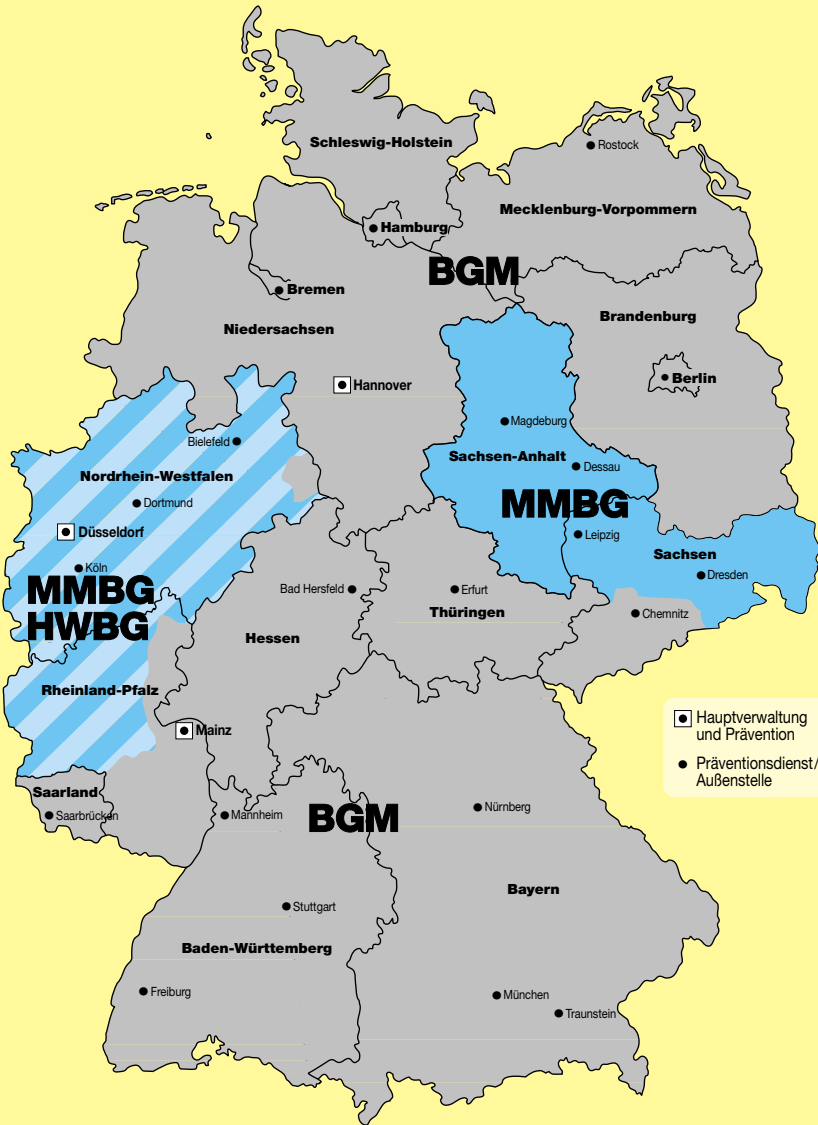 Schleswig-Holstein
Rostock
Mecklenburg-Vorpommern
Hamburg
BGM
Bremen
Brandenburg
Niedersachsen
Berlin
Hannover
Magdeburg
Bielefeld
Sachsen-Anhalt
Dessau
Nordrhein-Westfalen
Dortmund
MMBG
Düsseldorf
Leipzig
Sachsen
Köln
Dresden
MMBG
HWBG
Bad Hersfeld
Erfurt
Thüringen
Chemnitz
Hessen
Rheinland-Pfalz
Mainz
Hauptverwaltung
und Prävention
Präventionsdienst/
Außenstelle
Saarland
Saarbrücken
Mannheim
BGM
Nürnberg
Bayern
Stuttgart
Baden-Württemberg
Freiburg
München
Traunstein